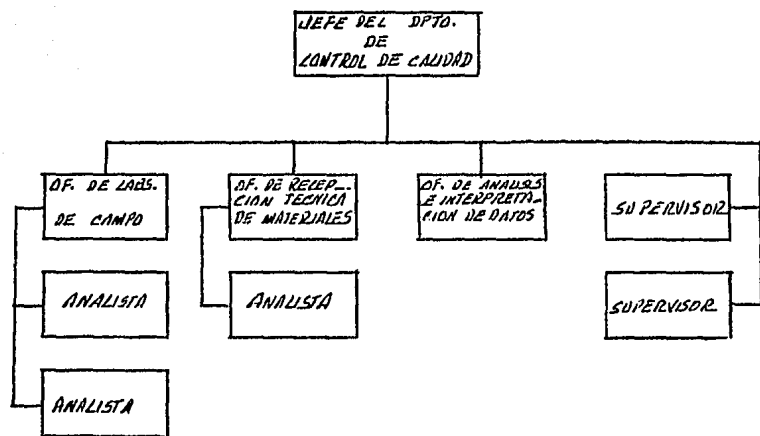 JEFE DEL DPTO.
DE
CONTROL DE CALIDAD
OF. DE LABS.
DE CAMPO
OF. DE RECEP_
CION TECNICA
DE MATERIALES
OF. DE ANALISIS
E INTERPRETA_
CION DE DATOS
SUPERVISOR
ANALISTA
ANALISTA
SUPERVISOR
ANALISTA